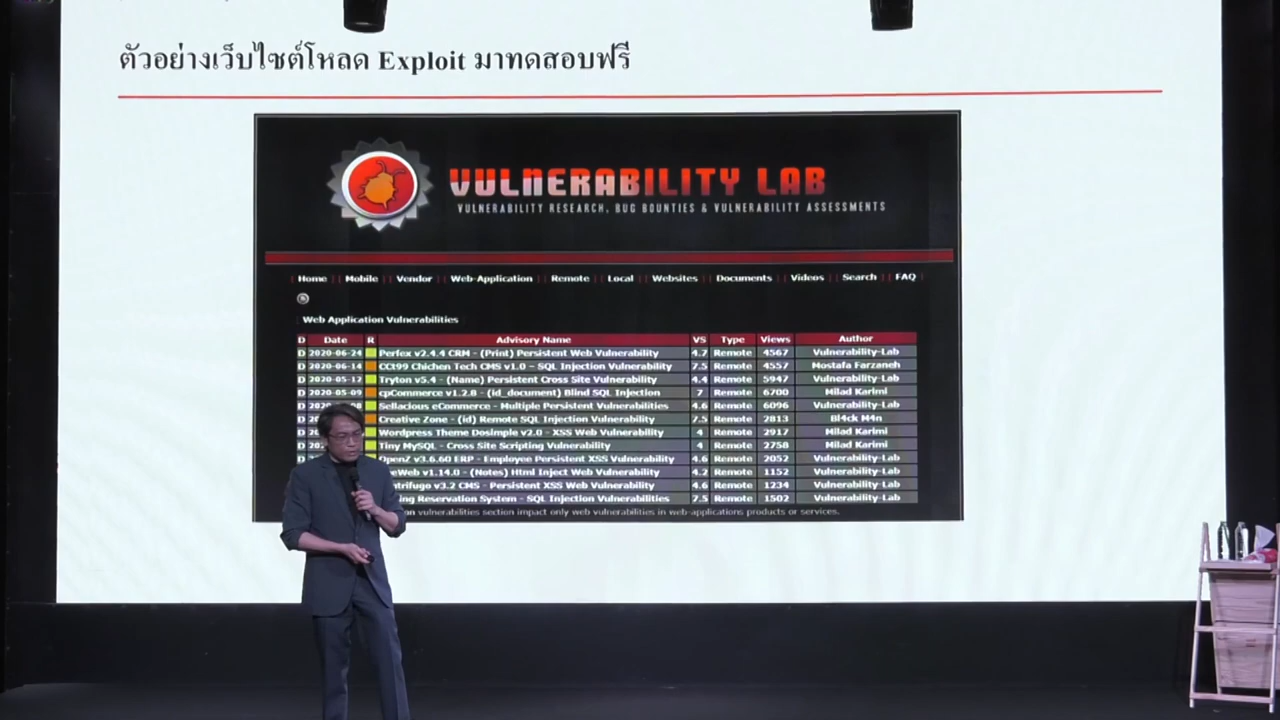 ตัวอย่างเว็บไซต์โหลด Exploit มาทดสอบฟรี
VULNERABILITY LAB
VULNERABILITY RESEARCH, BUG BOUNTIES & VULNERABILITY ASSESSMENTS
Home | Mobile | Vendor | Web-Application | Remote | Local | Websites | Documents | Videos | Search | FAQ
Web Application Vulnerabilities
D Date R Advisory Name VS Type Views Author
D 2020-06-24 Perfex v2.4.4 CRM - (Print) Persistent Web Vulnerability 4.7 Remote 4567 Vulnerability-Lab
D 2020-06-14 CC199 Chichen Tech CMS v1.0 - SQL Injection Vulnerability 7.5 Remote 4557 Mostafa Farzaneh
D 2020-05-12 Tryton v5.4 - (Name) Persistent Cross Site Vulnerability 4.4 Remote 5947 Vulnerability-Lab
D 2020-05-09 cpCommerce v1.2.8 - (id_document) Blind SQL Injection 7 Remote 6700 Milad Karimi
D Sellacious eCommerce - Multiple Persistent Vulnerabilities 4.6 Remote 6096 Vulnerability-Lab
D Creative Zone - (id) Remote SQL Injection Vulnerability 7.5 Remote 2811 Bl4ck M4n
D Wordpress Theme Dosimple v2.0 - XSS Web Vulnerability 4 Remote 2917 Milad Karimi
D Tiny MySQL - Cross Site Scripting Vulnerability Remote 2758 Milad Karimi
D OpenZ v3.6.60 ERP - Employee Persistent XSS Vulnerability 4.6 Remote 2052 Vulnerability-Lab
v1.14.0 - (Notes) Html Inject Web Vulnerability 4.2 Remote 1152 Vulnerability-Lab
v3.2 CMS - Persistent XSS Web Vulnerability 4.6 Remote 1234 Vulnerability-Lab
Reservation System - SQL Injection Vulnerabilities 7.5 Remote 1502 Vulnerability-Lab
vulnerabilities section impact only web vulnerabilities in web-applications products or services.